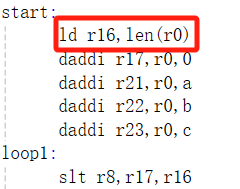 start:
ld r16,len(r0)
daddi r17,r0,0
daddi r21,r0,a
daddi r22,r0,b
daddi r23,r0,c
loop1:
slt r8,r17,r16